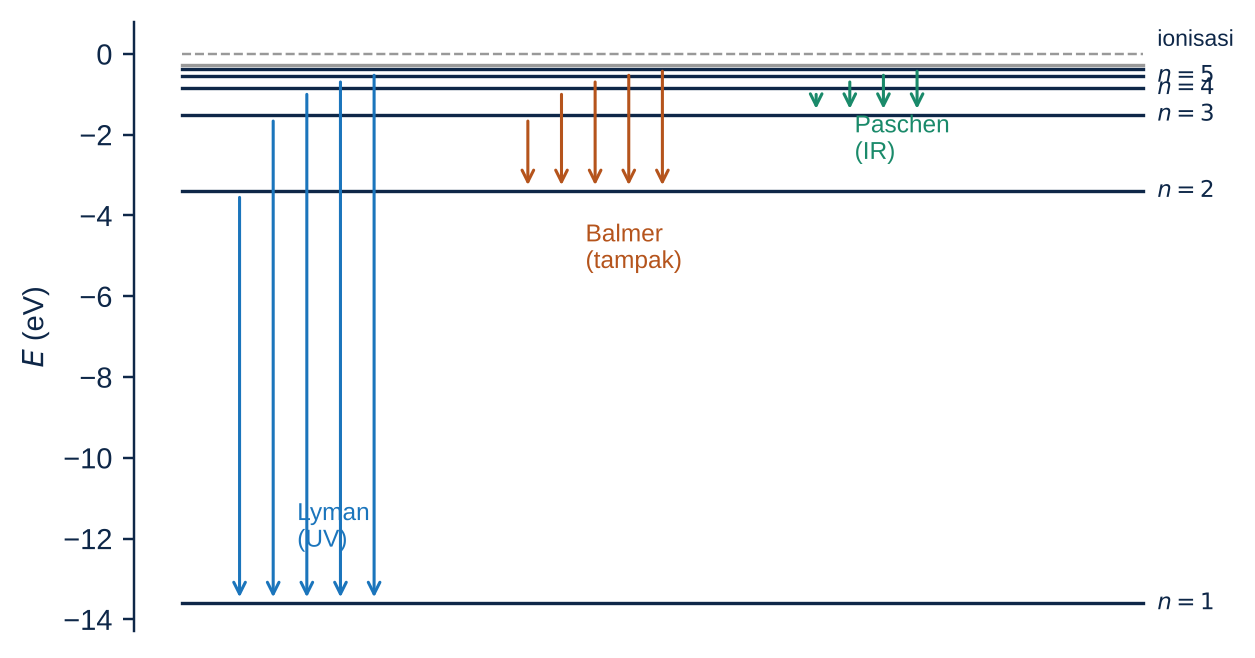 ionisasi
0
n = 5
n = 4
n = 3
Paschen
(IR)
−2
n = 2
−4
Balmer
(tampak)
−6
E (eV)
−8
−10
Lyman
(UV)
−12
n = 1
−14